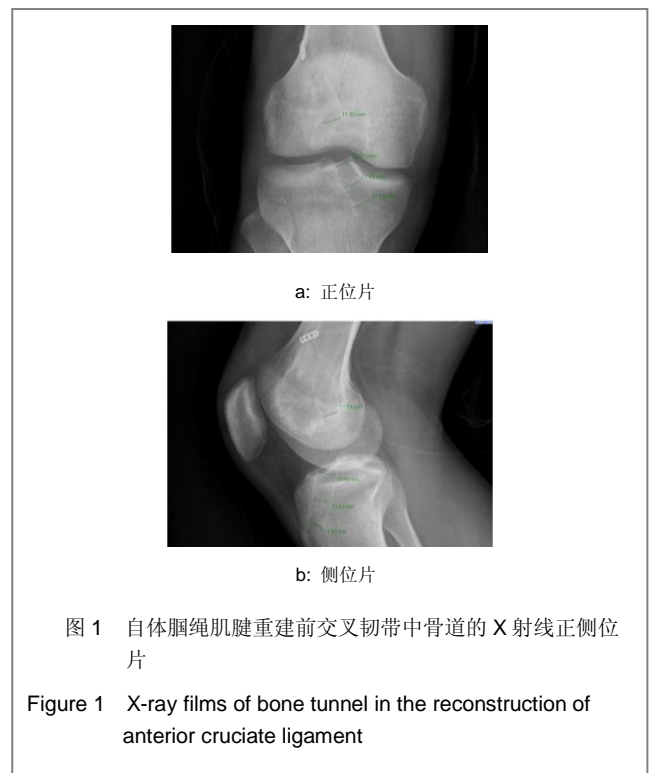 a: 正位片
b: 侧位片
图 1 自体腘绳肌腱重建前交叉韧带中骨道的 X 射线正侧位
片
Figure 1 X-ray films of bone tunnel in the reconstruction of
anterior cruciate ligament